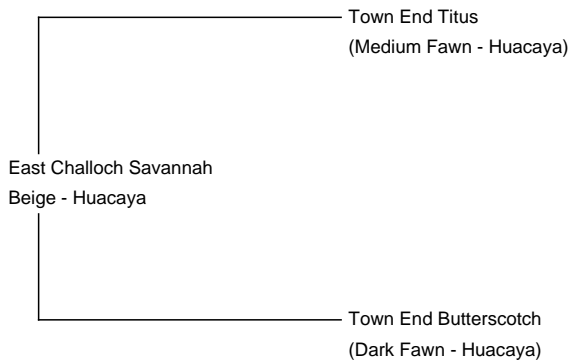 Town End Titus
(Medium Fawn - Huacaya)
East Challoch Savannah
Beige - Huacaya
Town End Butterscotch
(Dark Fawn - Huacaya)